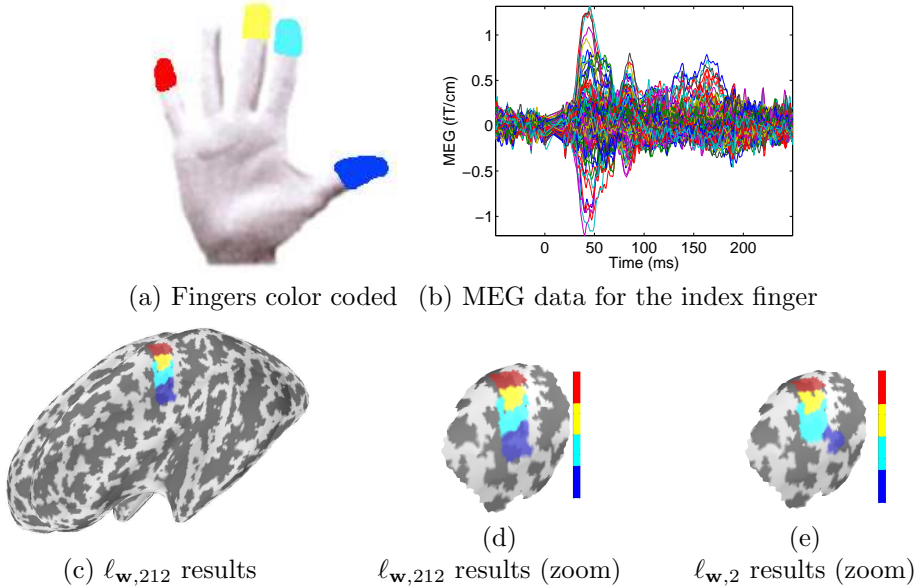 1
0.5
0
−0.5
−1
MEG (fT/cm)
0 50 100 150 200
Time (ms)
(a) Fingers color coded (b) MEG data for the index finger
(d) (e)
(c) ℓw,212 results ℓw,212 results (zoom) ℓw,2 results (zoom)